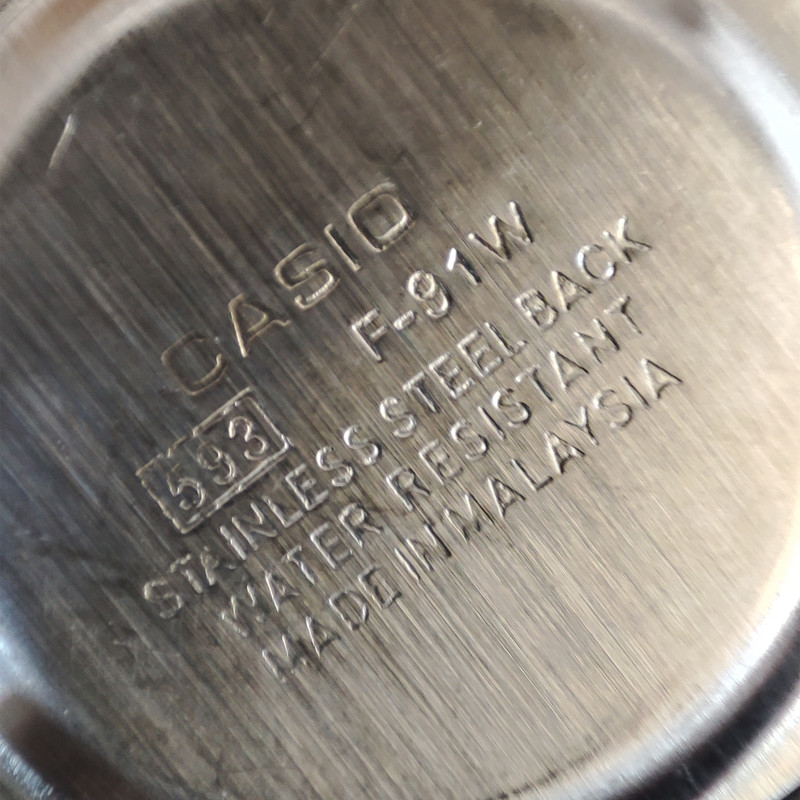 CASIO
593 F-91W
STAINLESS STEEL BACK
WATER RESISTANT
MADE IN MALAYSIA